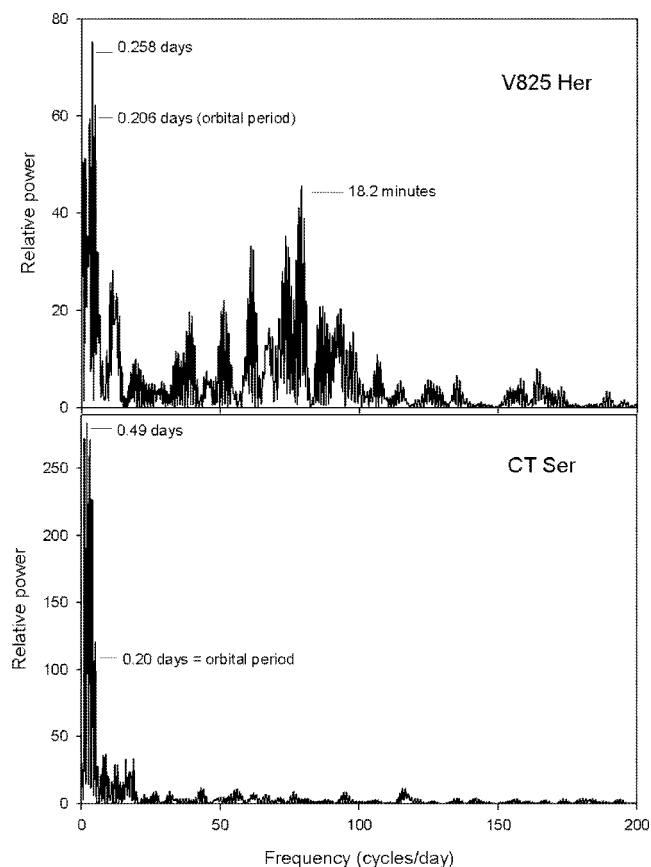 80
0.258 days
V825 Her
60
0.206 days (orbital period)
18.2 minutes
40
Relative power
20
0
0.49 days
CT Ser
250
200
150
Relative power
0.20 days = orbital period
100
50
0
0 50 100 150 200
Frequency (cycles/day)